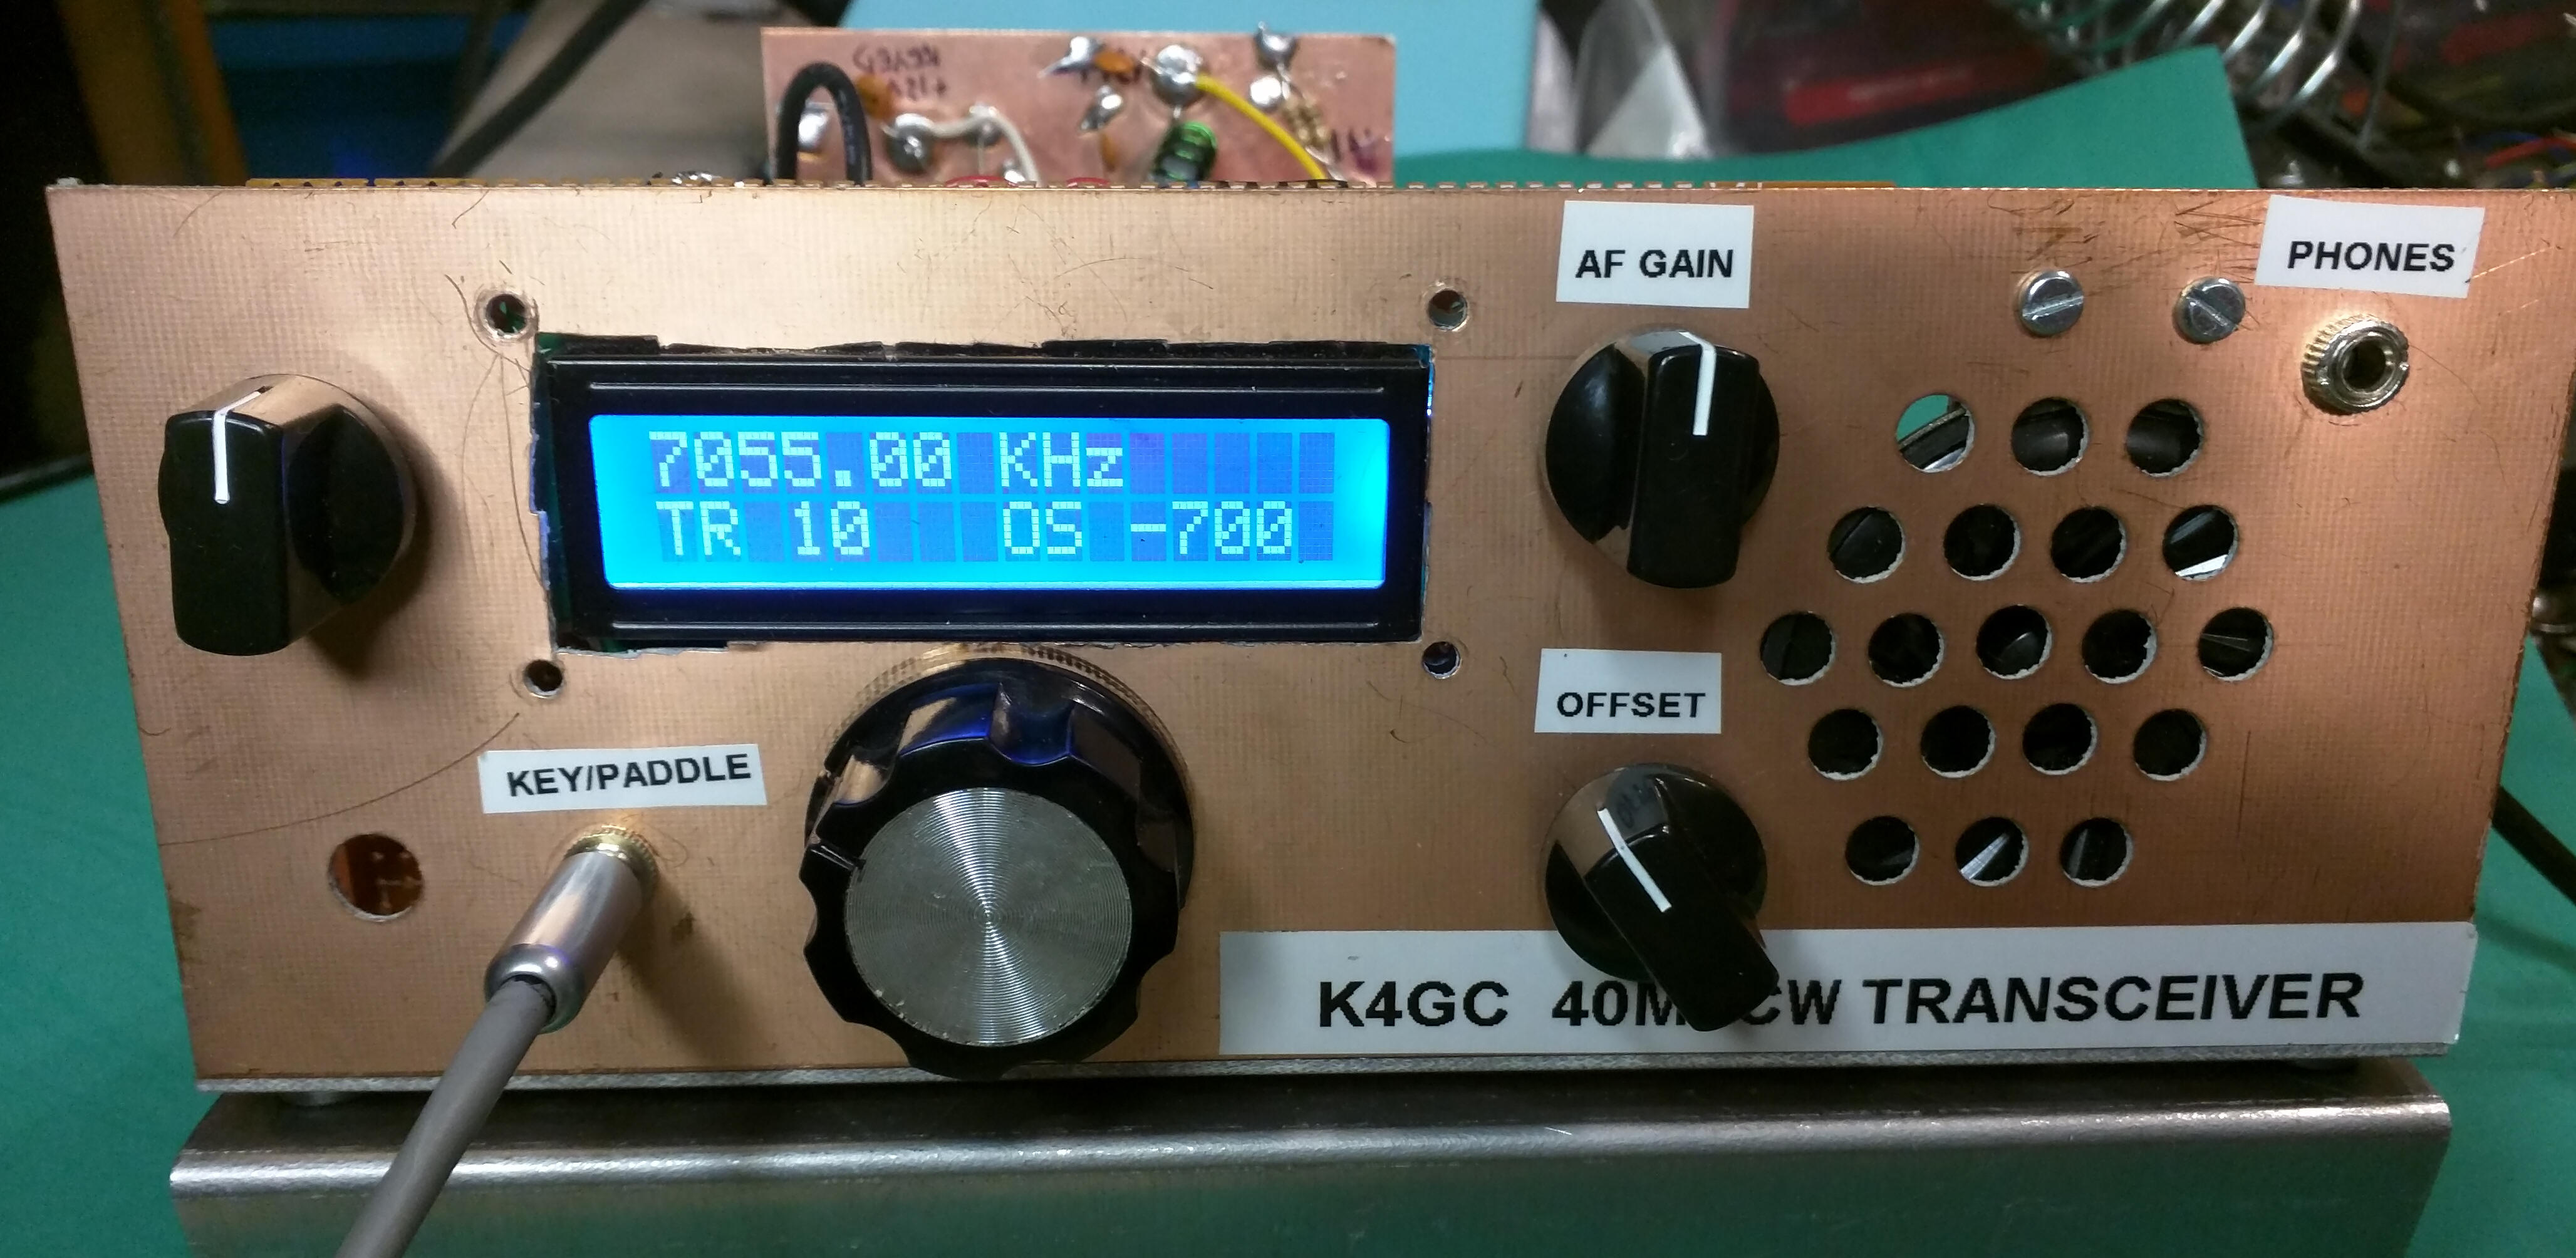 AF GAIN
PHONES
7055.00 KHz
TR 10 OS -700
OFFSET
KEY/PADDLE
K4GC 40M CW TRANSCEIVER